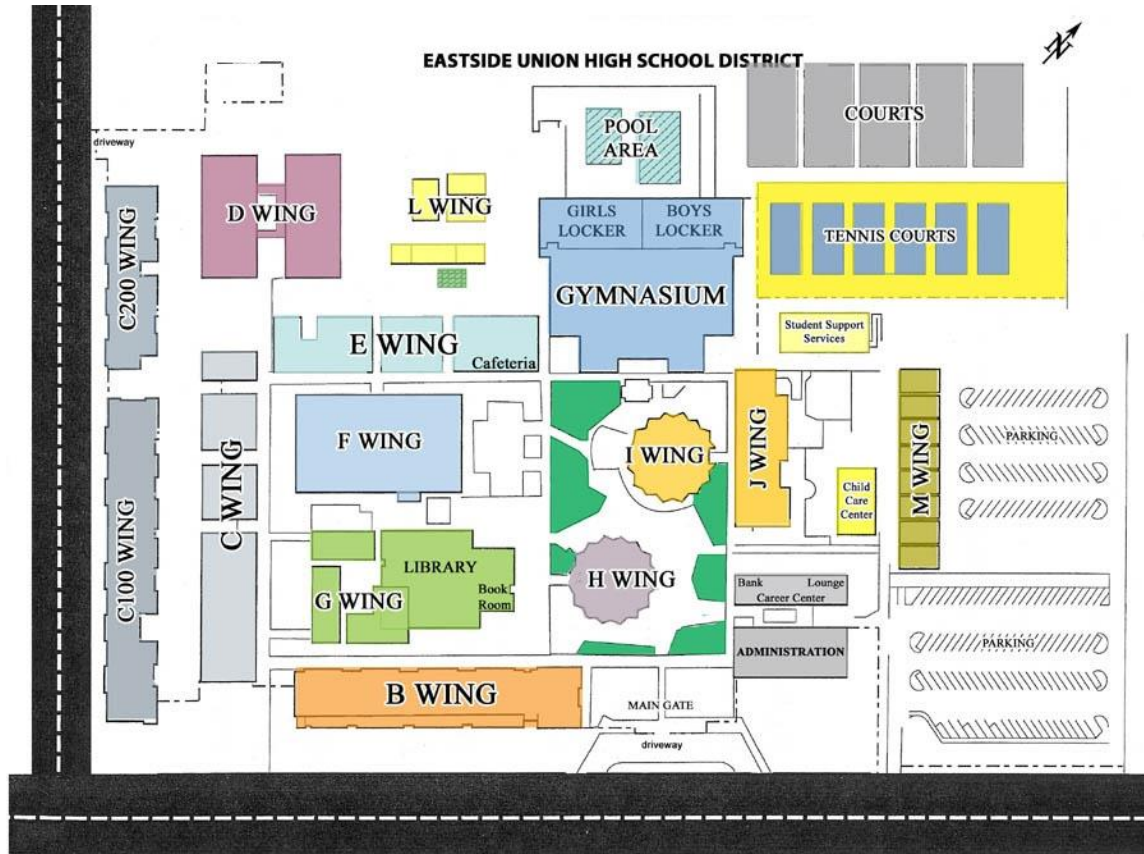 N
EASTSIDE UNION HIGH SCHOOL DISTRICT
COURTS
POOL
AREA
driveway
D WING
L WING
GIRLS
LOCKER
BOYS
LOCKER
TENNIS COURTS
C200 WING
GYMNASIUM
Student Support
Services
E WING
Cafeteria
F WING
I WING
J WING
M WING
PARKING
Child
Care
Center
C WING
C100 WING
LIBRARY
Book
Room
G WING
H WING
Bank
Lounge
Career Center
ADMINISTRATION
PARKING
B WING
MAIN GATE
driveway